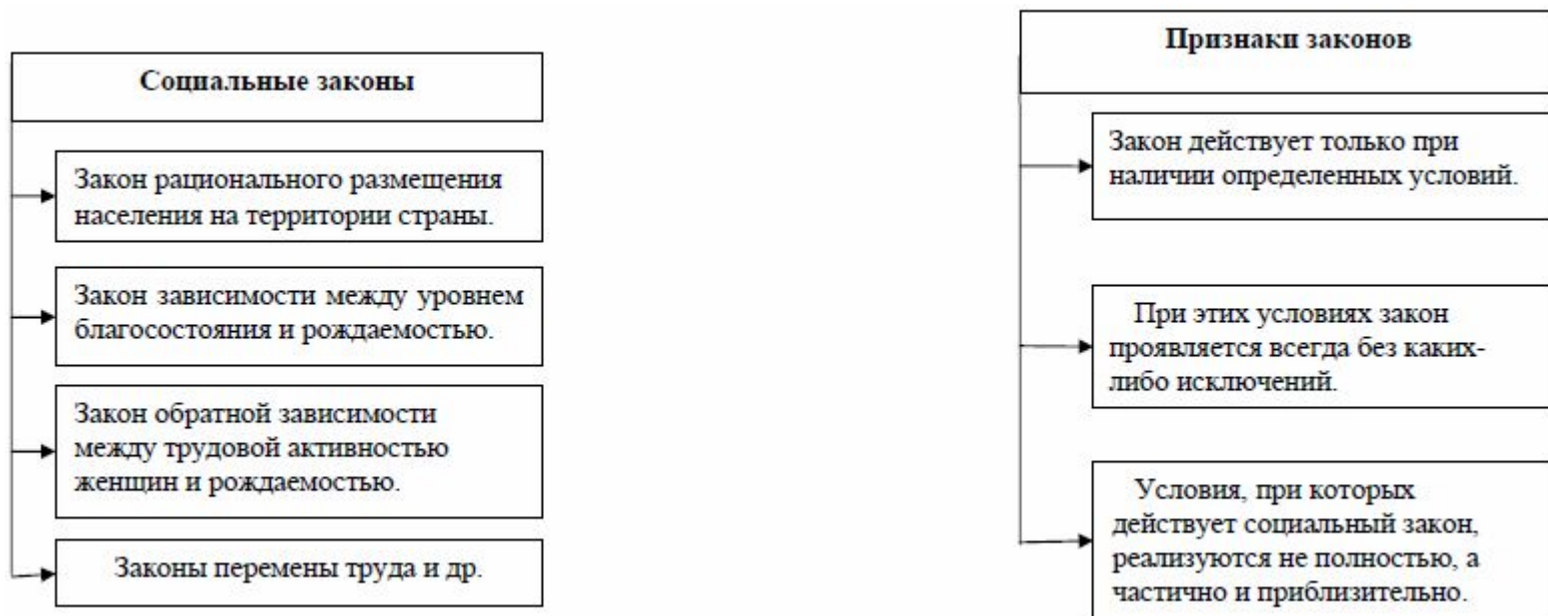 Социальные законы
Закон рационального размещения
населения на территории страны.
Закон зависимости между уровнем
благосостояния и рождаемостью.
Закон обратной зависимости
между трудовой активностью
женщин и рождаемостью.
Законы перемены труда и др.
Признаки законов
Закон действует только при
наличии определенных условий.
При этих условиях закон
проявляется всегда без каких-
либо исключений.
Условия, при которых
действует социальный закон,
реализуются не полностью, а
частично и приблизительно.